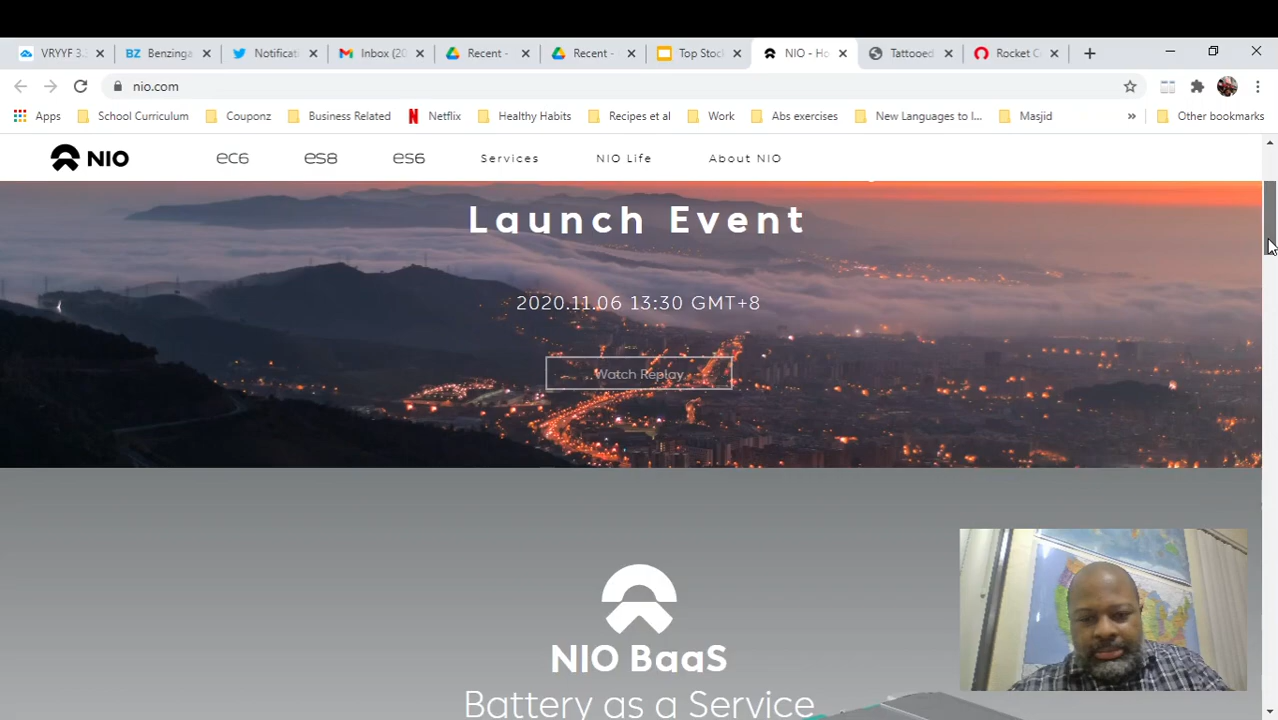 VRYYF 3.
BZ Benzinga
Notificat
Inbox (20
Recent -
Recent -
Top Stock
NIO - Ho
Tattooed
Rocket C
nio.com
Apps
School Curriculum
Couponz
Business Related
N Netflix
Healthy Habits
Recipes et al
Work
Abs exercises
New Languages to l...
Masjid
»
Other bookmarks
NIO
ec6
es8
es6
Services
NIO Life
About NIO
Launch Event
2020.11.06 13:30 GMT+8
Watch Replay
NIO BaaS
Battery as a Service